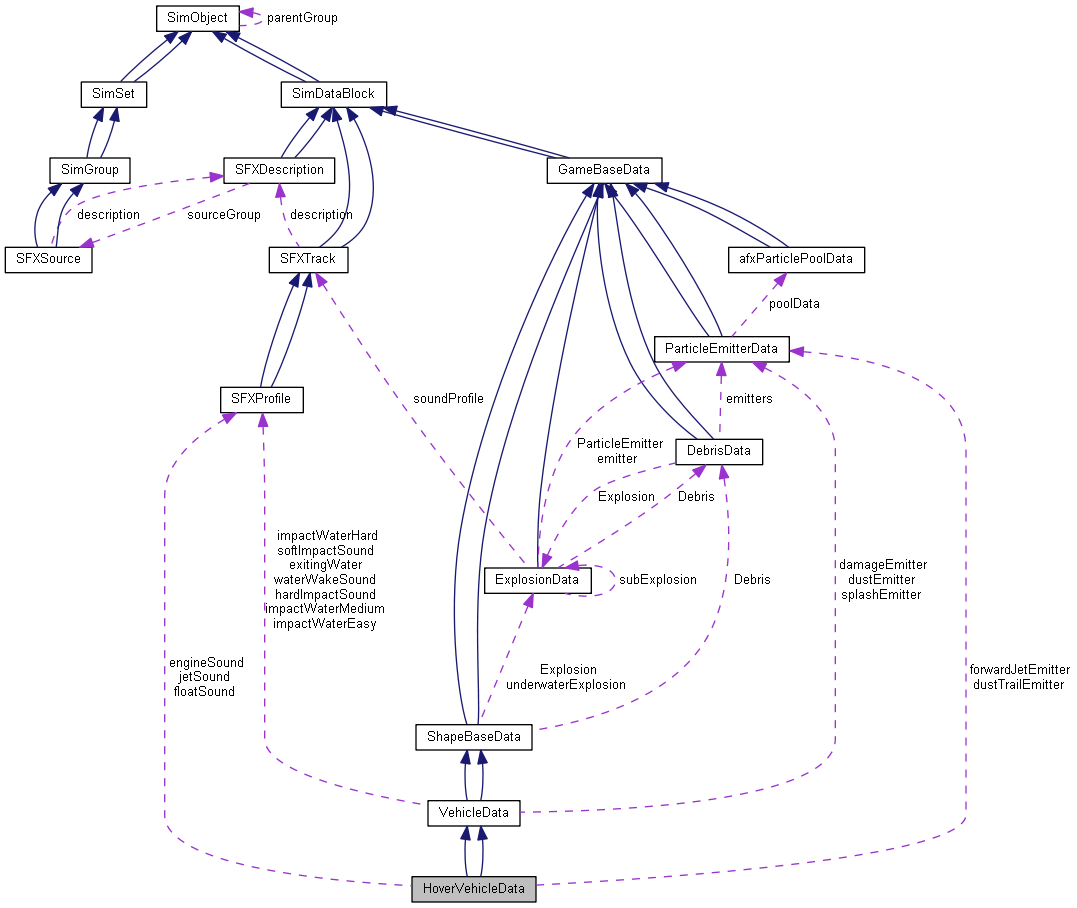 SimObject
parentGroup
SimSet
SimDataBlock
SimGroup
SFXDescription
GameBaseData
description
sourceGroup
description
SFXSource
SFXTrack
afxParticlePoolData
poolData
ParticleEmitterData
SFXProfile
soundProfile
emitters
ParticleEmitter
emitter
DebrisData
Explosion
Debris
impactWaterHard
softImpactSound
exitingWater
waterWakeSound
hardImpactSound
impactWaterMedium
impactWaterEasy
ExplosionData
subExplosion
Debris
damageEmitter
dustEmitter
splashEmitter
engineSound
jetSound
floatSound
Explosion
underwaterExplosion
forwardJetEmitter
dustTrailEmitter
ShapeBaseData
VehicleData
HoverVehicleData